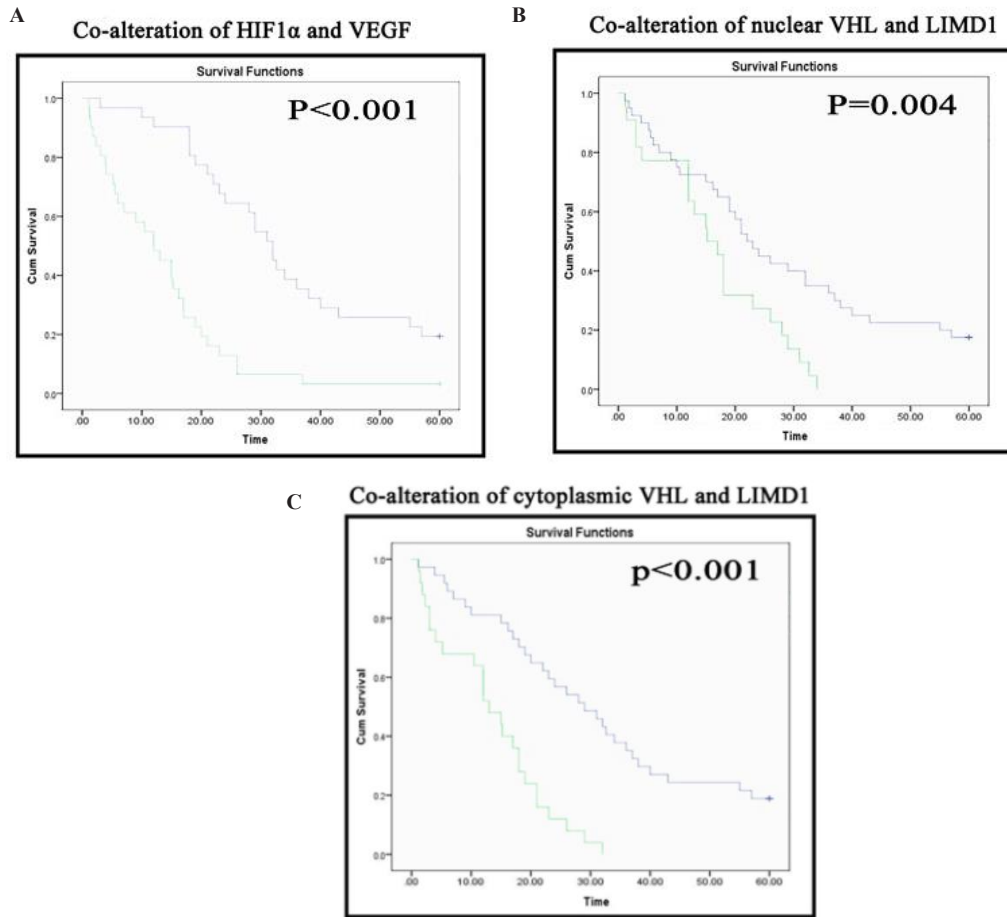 A
Co-alteration of HIF1α and VEGF
Survival Functions
P<0.001
1.0
0.8
0.6
0.4
0.2
0.0
Cum Survival
.00 10.00 20.00 30.00 40.00 50.00 60.00
Time
B
Co-alteration of nuclear VHL and LIMD1
Survival Functions
P=0.004
1.0
0.8
0.6
0.4
0.2
0.0
Cum Survival
.00 10.00 20.00 30.00 40.00 50.00 60.00
Time
C
Co-alteration of cytoplasmic VHL and LIMD1
Survival Functions
p<0.001
1.0
0.8
0.6
0.4
0.2
0.0
Cum Survival
.00 10.00 20.00 30.00 40.00 50.00 60.00
Time